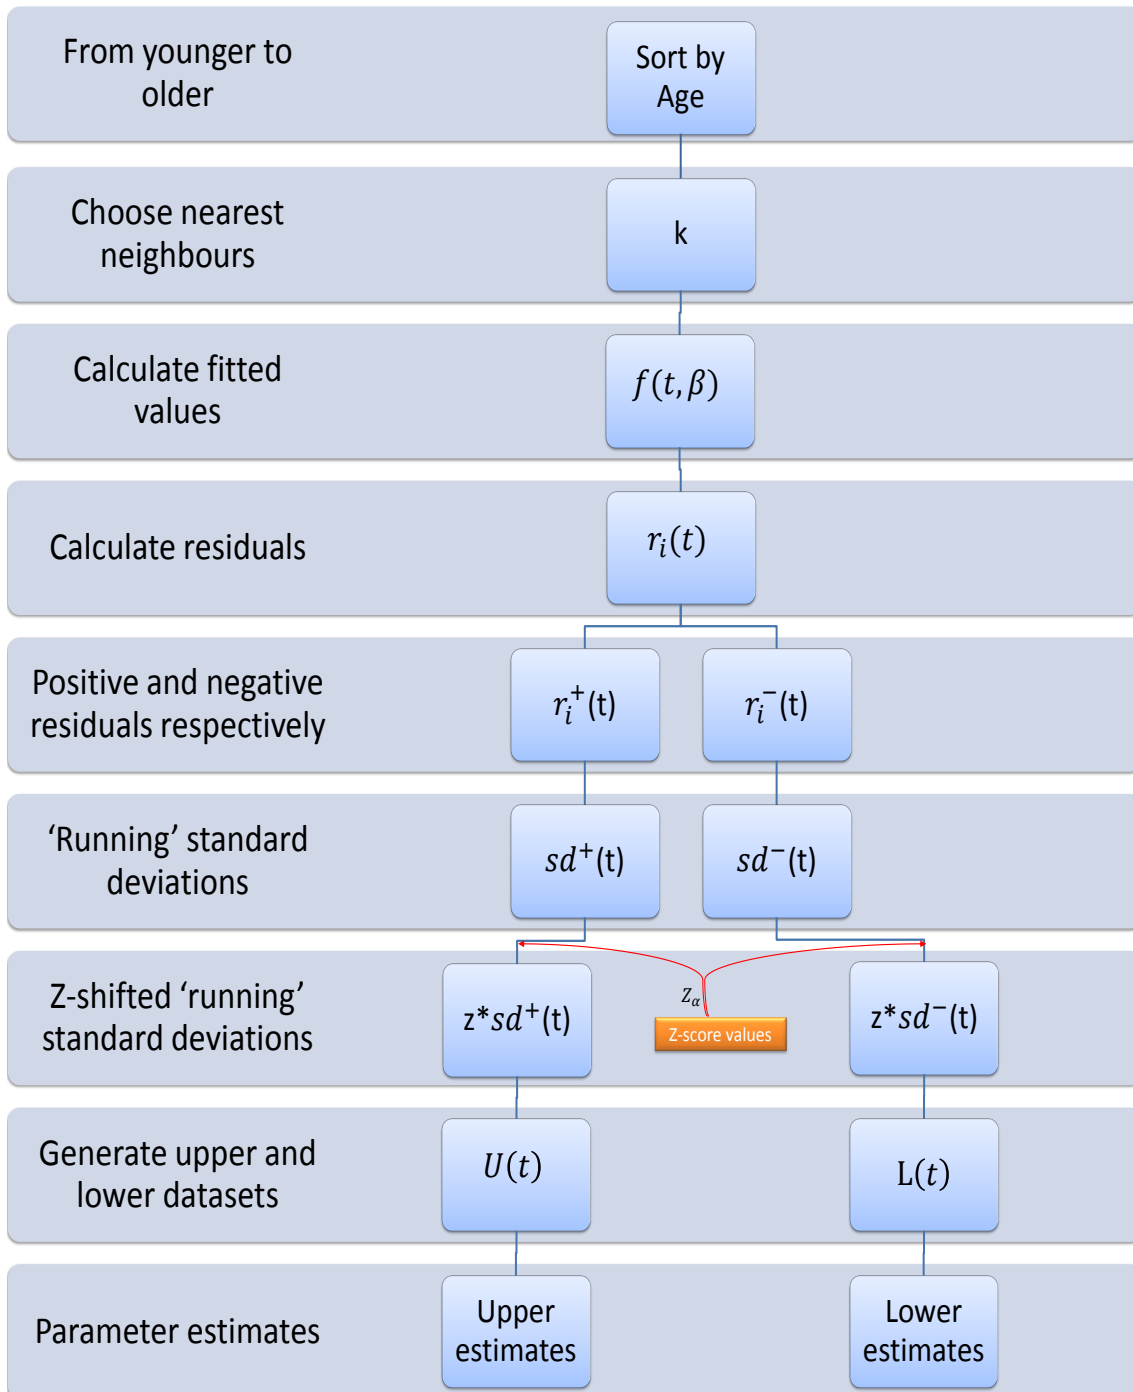 From younger to
older
Sort by
Age
Choose nearest
neighbours
k
Calculate fitted
values
f(t, β)
Calculate residuals
rᵢ(t)
Positive and negative
residuals respectively
rᵢ⁺(t)
rᵢ⁻(t)
‘Running’ standard
deviations
sd⁺(t)
sd⁻(t)
Z-shifted ‘running’
standard deviations
z*sd⁺(t)
Z_α
Z-score values
z*sd⁻(t)
Generate upper and
lower datasets
U(t)
L(t)
Parameter estimates
Upper
estimates
Lower
estimates